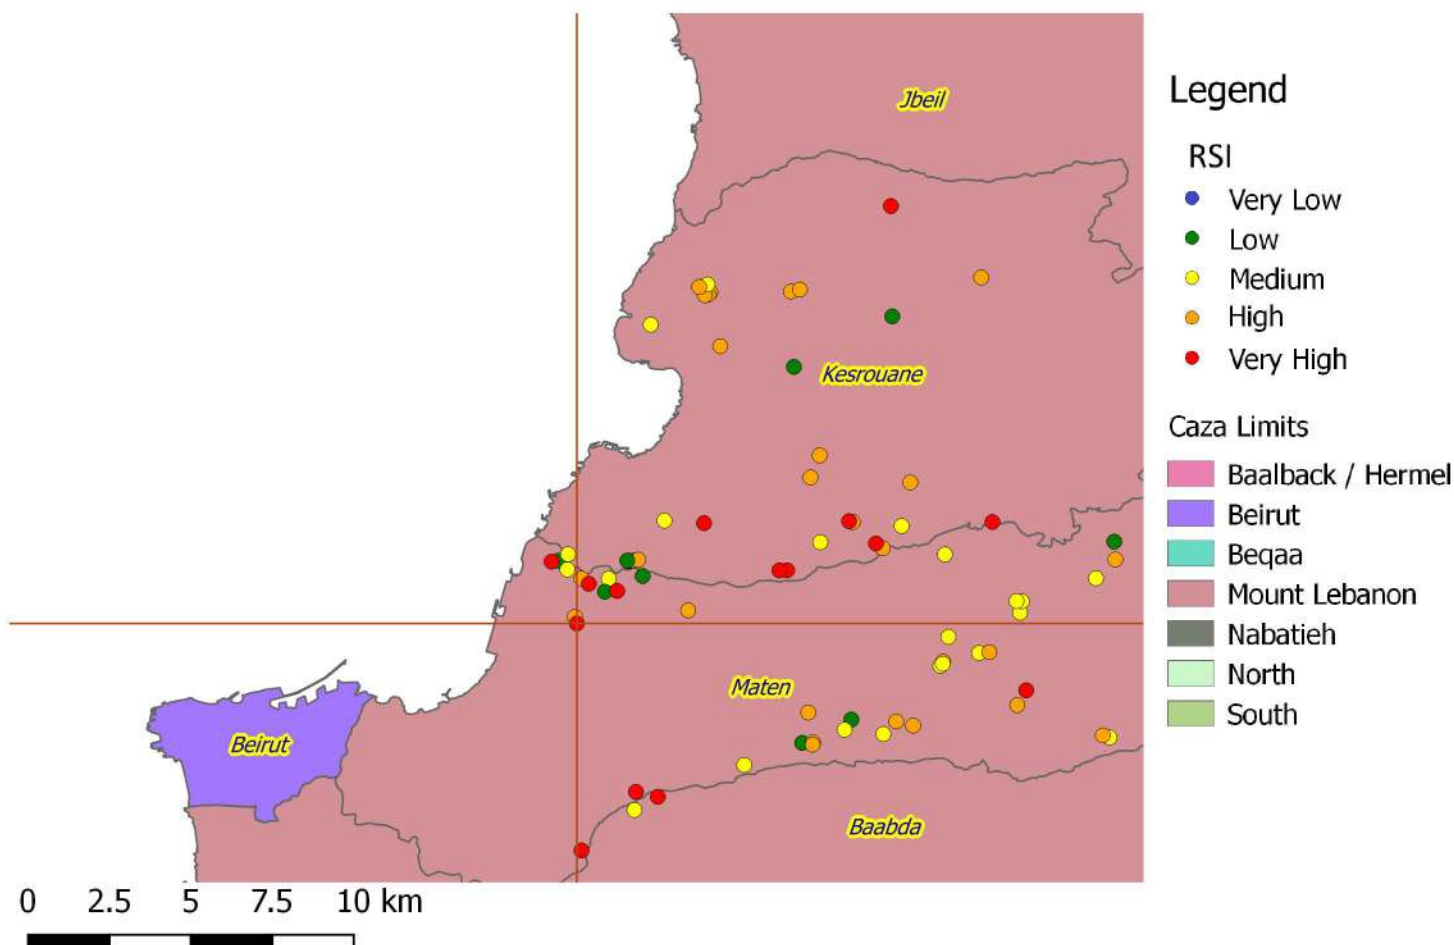 Jbeil
Kesrouane
Maten
Beirut
Baabda
0 2.5 5 7.5 10 km
Legend
RSI
Very Low
Low
Medium
High
Very High
Caza Limits
Baalback / Hermel
Beirut
Beqaa
Mount Lebanon
Nabatieh
North
South